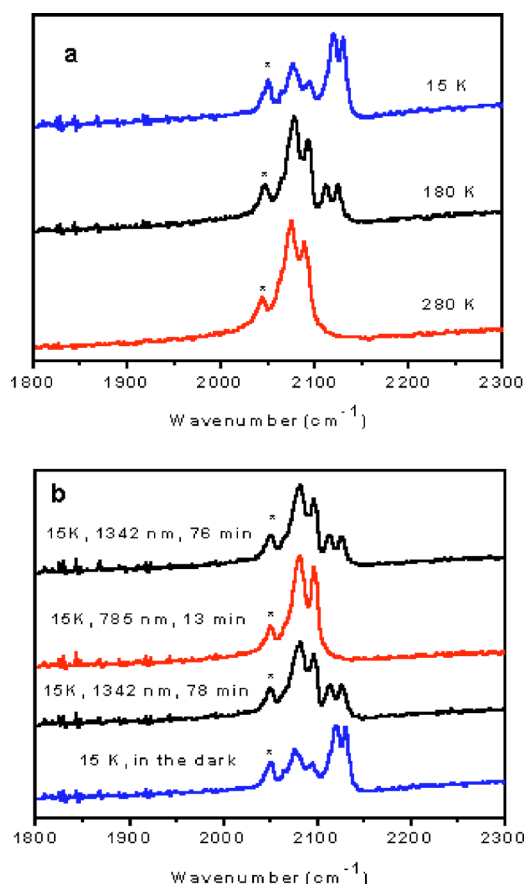 a
*
15 K
*
180 K
*
280 K
1800 1900 2000 2100 2200 2300
Wavenumber (cm-1)
b
*
15K, 1342 nm, 76 min
*
15K, 785 nm, 13 min
*
15K, 1342 nm, 78 min
*
15 K, in the dark
1800 1900 2000 2100 2200 2300
Wavenumber (cm-1)